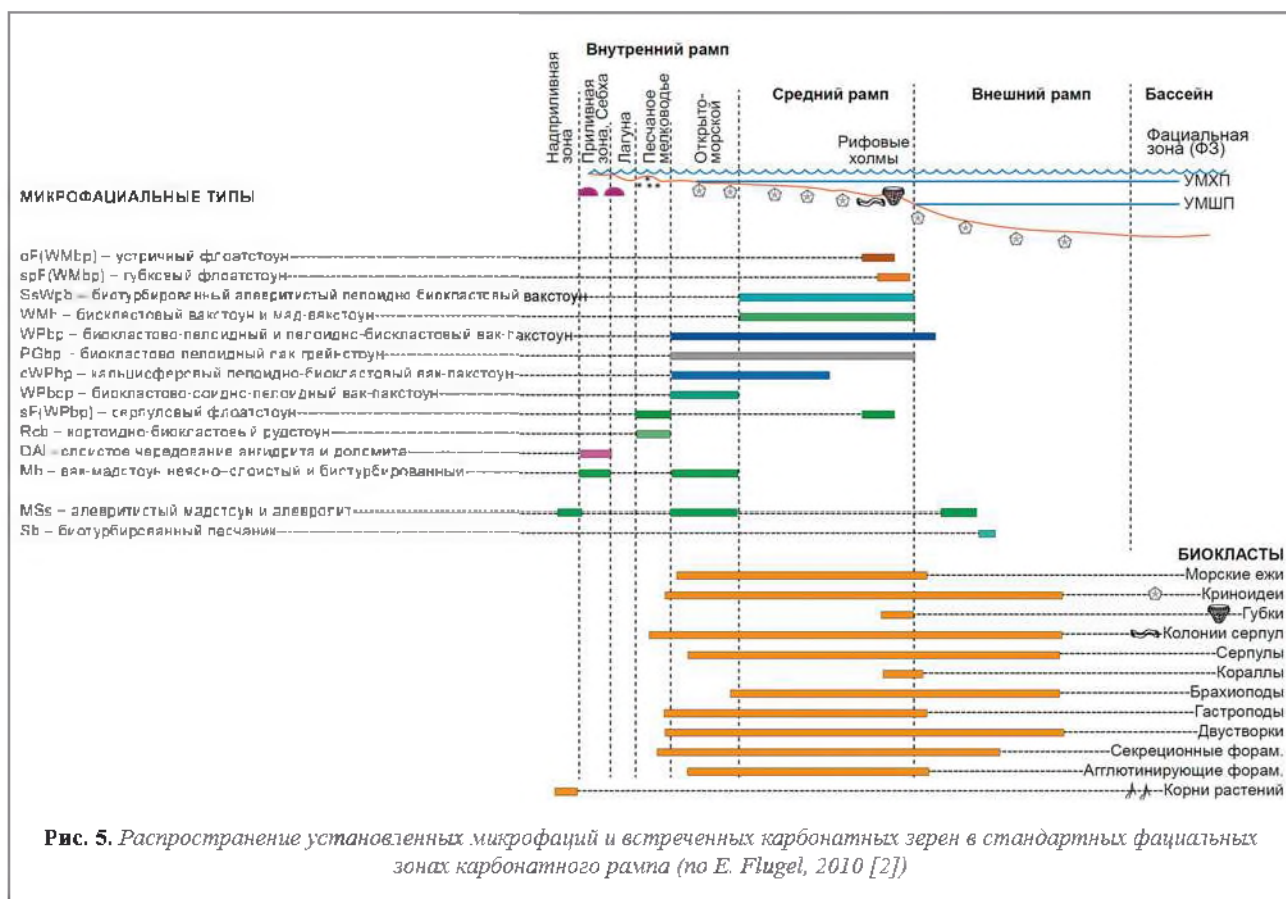 Внутренний рамп
Надприливная зона
Приливная зона, Себха
Лагуна
Песчаное мелководье
Открыто-морской
Средний рамп
Внешний рамп
Бассейн
Рифовые холмы
Фациальная зона (ФЗ)
УМХП
УМШП
МИКРОФАЦИАЛЬНЫЕ ТИПЫ
oF(WMbp) – устричный флоатстоун
spF(WMbp) – губковый флоатстоун
SsWpb – биотурбированный алевритистый пелоидно-биокластовый вакстоун
WMb – биокластовый вакстоун и мад-вакстоун
WPbp – биокластово-пелоидный и пелоидно-биокластовый вак-пакстоун
PGbp – биокластово пелоидный пак грейнстоун
cWPbp – кальцисферовый пелоидно-биокластовый вак-пакстоун
WPbop – биокластово-ооидно-пелоидный вак-пакстоун
sF(WPbp) – серпуловый флоатстоун
Rcb – кортоидно-биокластовый рудстоун
DAl – слоистое чередование ангидрита и доломита
Mb – вак-мадстоун неясно-слоистый и биотурбированный
MSs – алевритистый мадстоун и алевролит
Sb – биотурбированный песчаник
БИОКЛАСТЫ
Морские ежи
Криноидеи
Губки
Колонии серпул
Серпулы
Кораллы
Брахиоподы
Гастроподы
Двустворки
Секреционные форам.
Агглютинирующие форам.
Корни растений
Рис. 5. Распространение установленных микрофаций и встреченных карбонатных зерен в стандартных фациальных
зонах карбонатного рампа (по E. Flugel, 2010 [2])